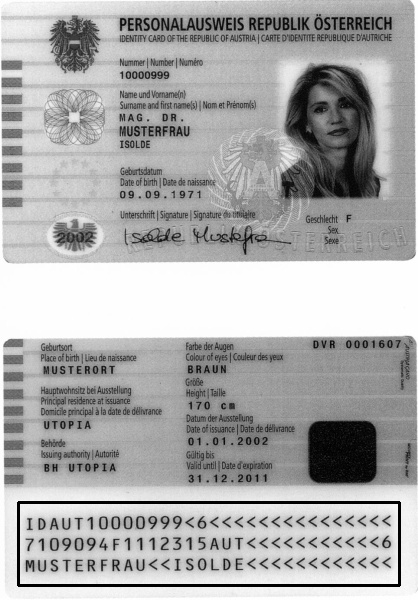 PERSONALAUSWEIS REPUBLIK ÖSTERREICH
IDENTITY CARD OF THE REPUBLIC OF AUSTRIA | CARTE D'IDENTITE REPUBLIQUE D'AUTRICHE
Nummer | Number | Numéro
10000999
Name und Vorname(n)
Surname and first name(s) | Nom et Prénom(s)
MAG. DR.
MUSTERFRAU
ISOLDE
Geburtsdatum
Date of birth | Date de naissance
09.09.1971
Unterschrift | Signature | Signature du titulaire
Isolde Musterfrau
Geschlecht F
Sex
Sexe
2002
ÖSTERREICH
Geburtsort
Place of birth | Lieu de naissance
MUSTERORT
Hauptwohnsitz bei Ausstellung
Principal residence at issuance
Domicile principal à la date de délivrance
UTOPIA
Behörde
Issuing authority | Autorité
BH UTOPIA
Farbe der Augen
Colour of eyes | Couleur des yeux
BRAUN
Größe
Height | Taille
170 cm
Datum der Ausstellung
Date of issuance | Date de délivrance
01.01.2002
Gültig bis
Valid until | Date d'expiration
31.12.2011
DVR 0001607
IDAUT10000999<6<<<<<<<<<<<<<<<
7109094F1112315AUT<<<<<<<<<<<6
MUSTERFRAU<<ISOLDE<<<<<<<<<<<<